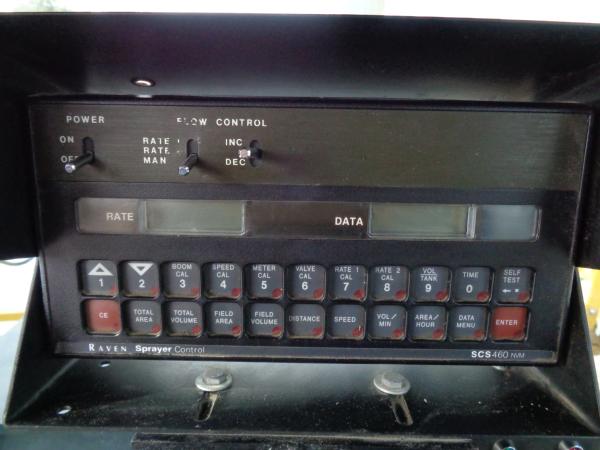 POWER
FLOW CONTROL
ON
OFF
RATE 1
RATE
MAN
INC
DEC
RATE
DATA
1
2
BOOM CAL 3
SPEED CAL 4
METER CAL 5
VALVE CAL 6
RATE 1 CAL 7
RATE 2 CAL 8
VOL TANK 9
TIME 0
SELF TEST ← •
CE
TOTAL AREA
TOTAL VOLUME
FIELD AREA
FIELD VOLUME
DISTANCE
SPEED
VOL/ MIN
AREA/ HOUR
DATA MENU
ENTER
RAVEN Sprayer Control
SCS460 NVM